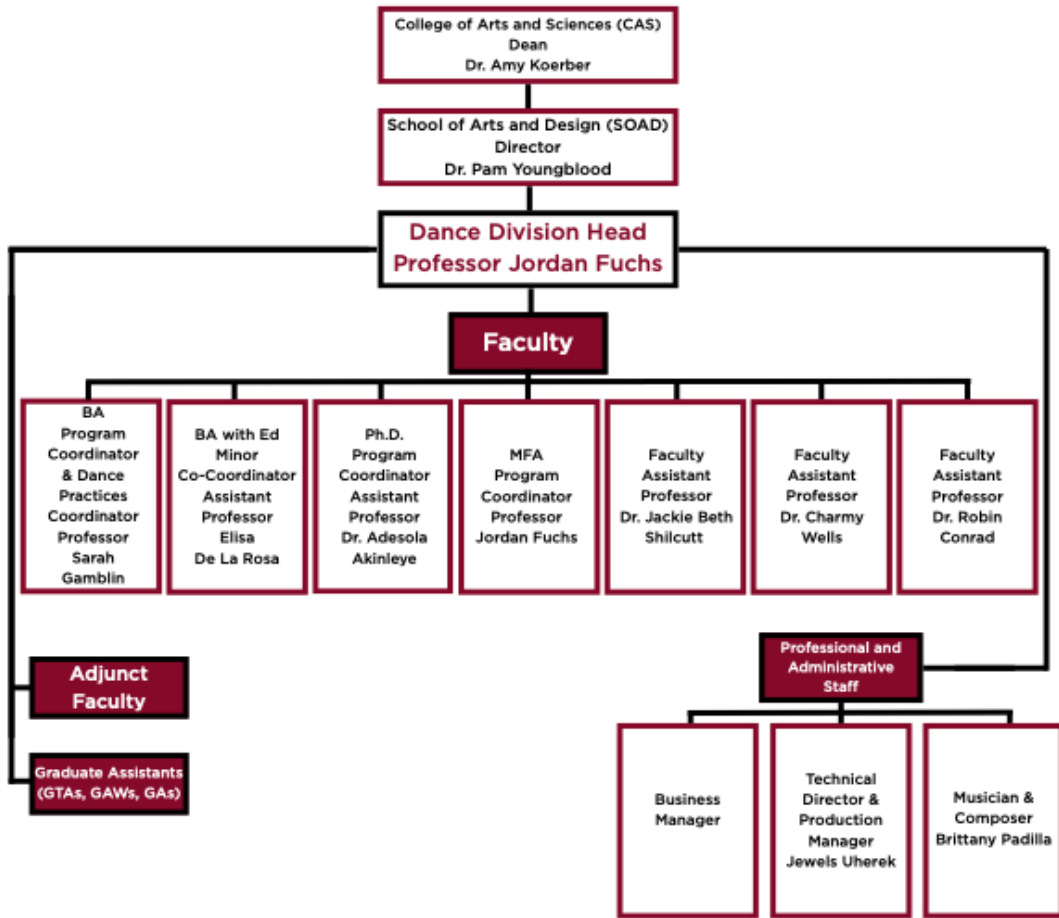 College of Arts and Sciences (CAS)
Dean
Dr. Amy Koerber
School of Arts and Design (SOAD)
Director
Dr. Pam Youngblood
Dance Division Head
Professor Jordan Fuchs
Faculty
BA
Program
Coordinator
& Dance
Practices
Coordinator
Professor
Sarah
Gamblin
BA with Ed
Minor
Co-Coordinator
Assistant
Professor
Elisa
De La Rosa
Ph.D.
Program
Coordinator
Assistant
Professor
Dr. Adesola
Akinleye
MFA
Program
Coordinator
Professor
Jordan Fuchs
Faculty
Assistant
Professor
Dr. Jackie Beth
Shilcutt
Faculty
Assistant
Professor
Dr. Charmy
Wells
Faculty
Assistant
Professor
Dr. Robin
Conrad
Adjunct
Faculty
Graduate Assistants
(GTAs, GAWs, GAs)
Professional and
Administrative
Staff
Business
Manager
Technical
Director &
Production
Manager
Jewels Uherek
Musician &
Composer
Brittany Padilla